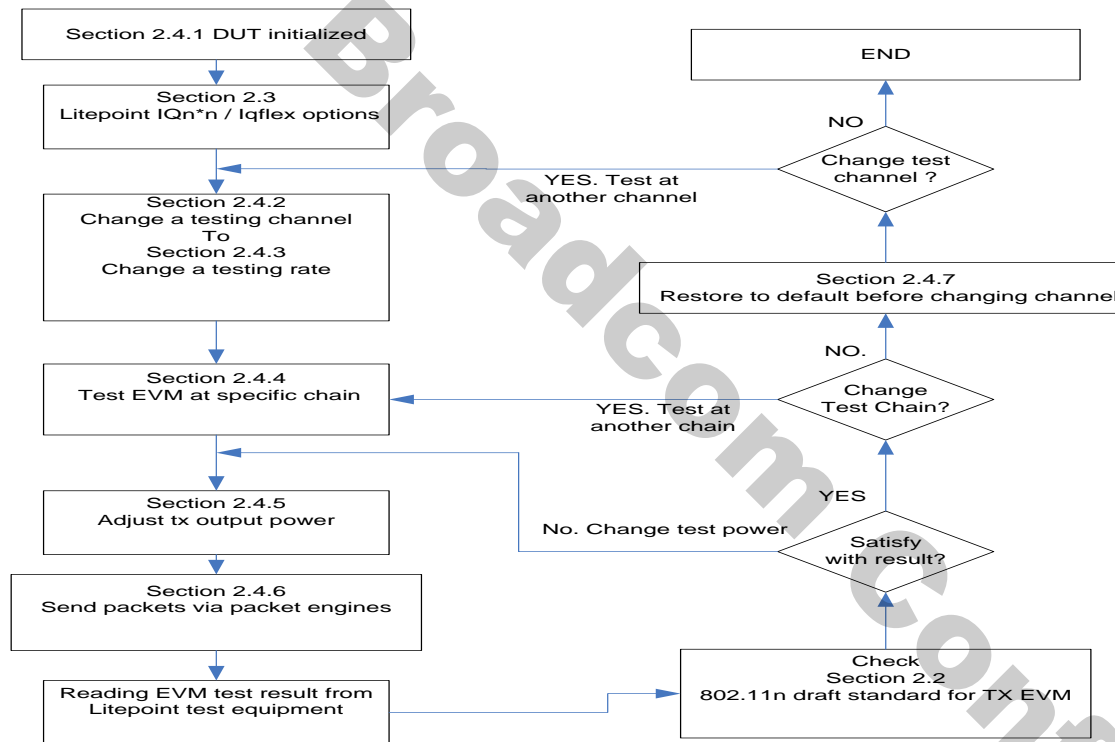 Section 2.4.1 DUT initialized
Section 2.3
Litepoint IQn*n / Iqflex options
Section 2.4.2
Change a testing channel
To
Section 2.4.3
Change a testing rate
Section 2.4.4
Test EVM at specific chain
Section 2.4.5
Adjust tx output power
Section 2.4.6
Send packets via packet engines
Reading EVM test result from
Litepoint test equipment
Check
Section 2.2
802.11n draft standard for TX EVM
Satisfy
with result?
No. Change test power
YES
Change
Test Chain?
YES. Test at
another chain
NO.
Section 2.4.7
Restore to default before changing channel
Change test
channel ?
YES. Test at
another channel
NO
END
Broadcom Conf